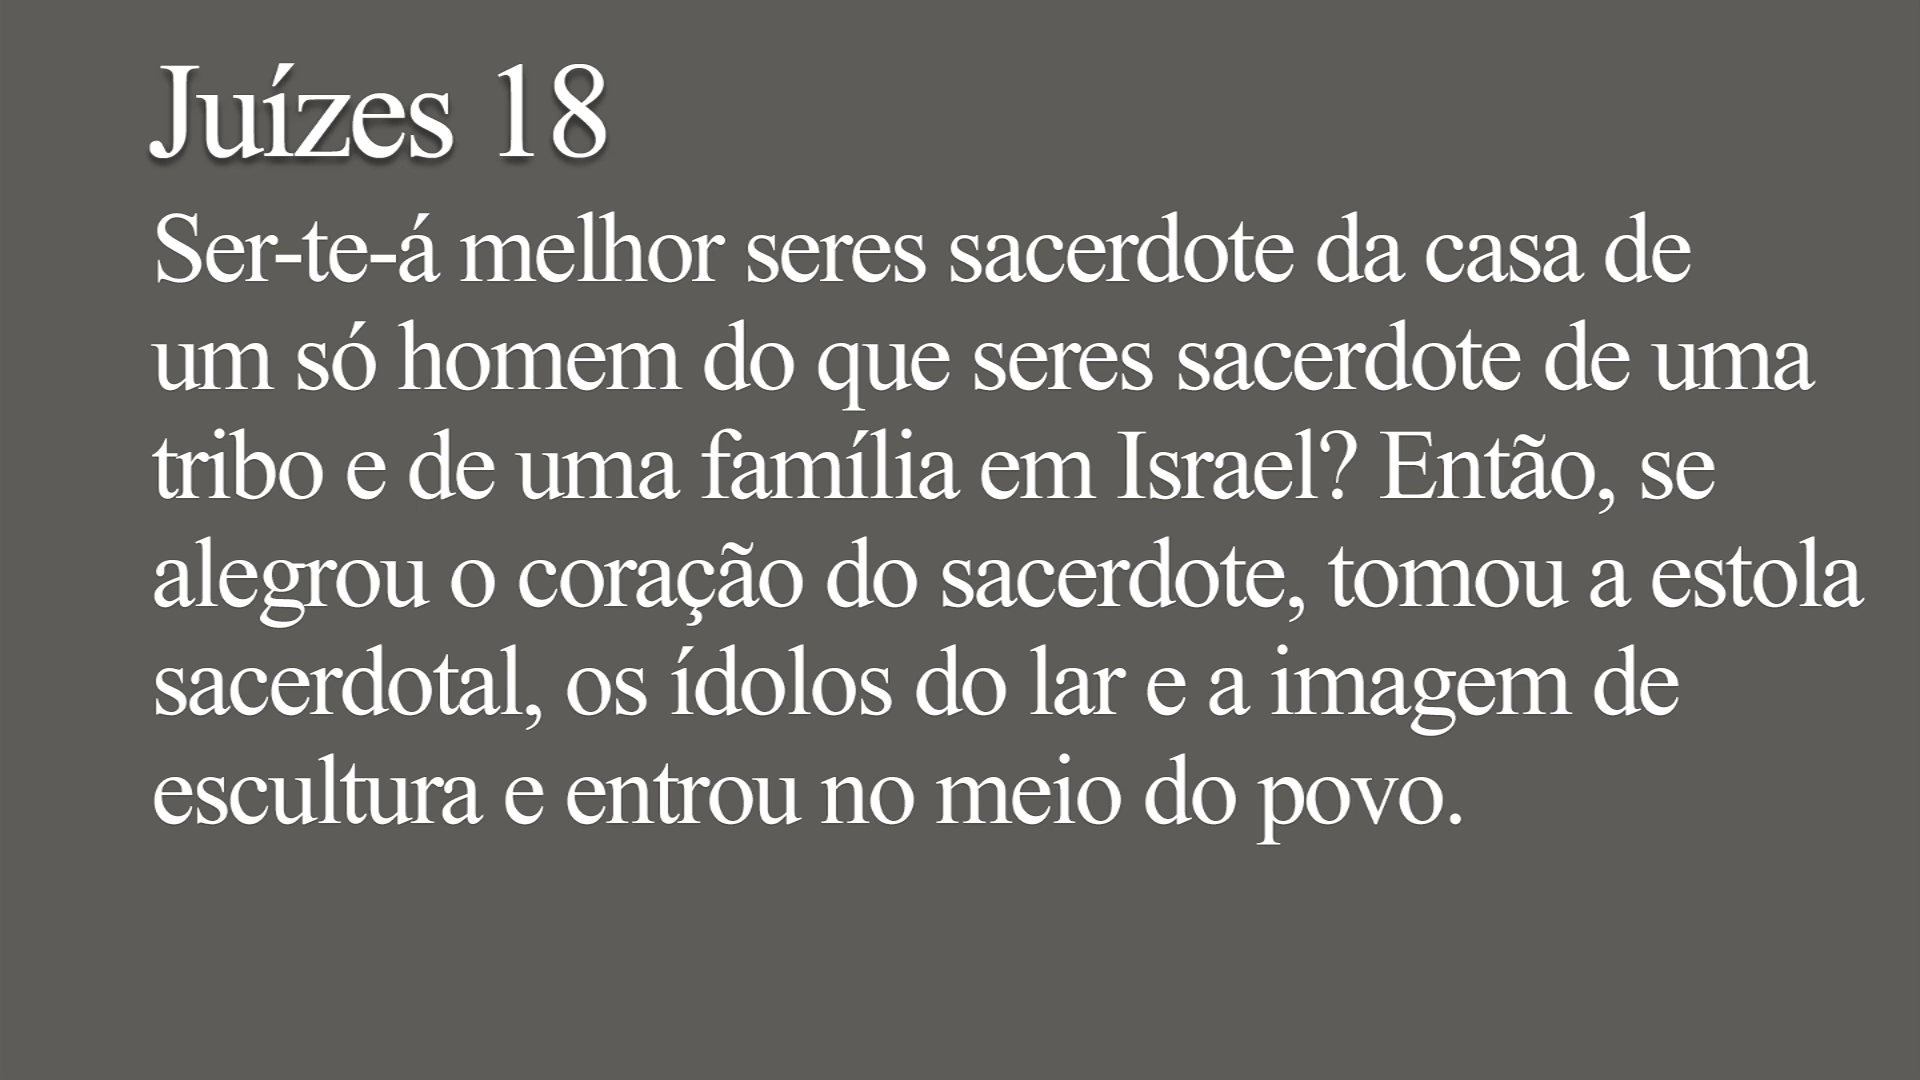 Juízes 18
Ser-te-á melhor seres sacerdote da casa de
um só homem do que seres sacerdote de uma
tribo e de uma família em Israel? Então, se
alegrou o coração do sacerdote, tomou a estola
sacerdotal, os ídolos do lar e a imagem de
escultura e entrou no meio do povo.